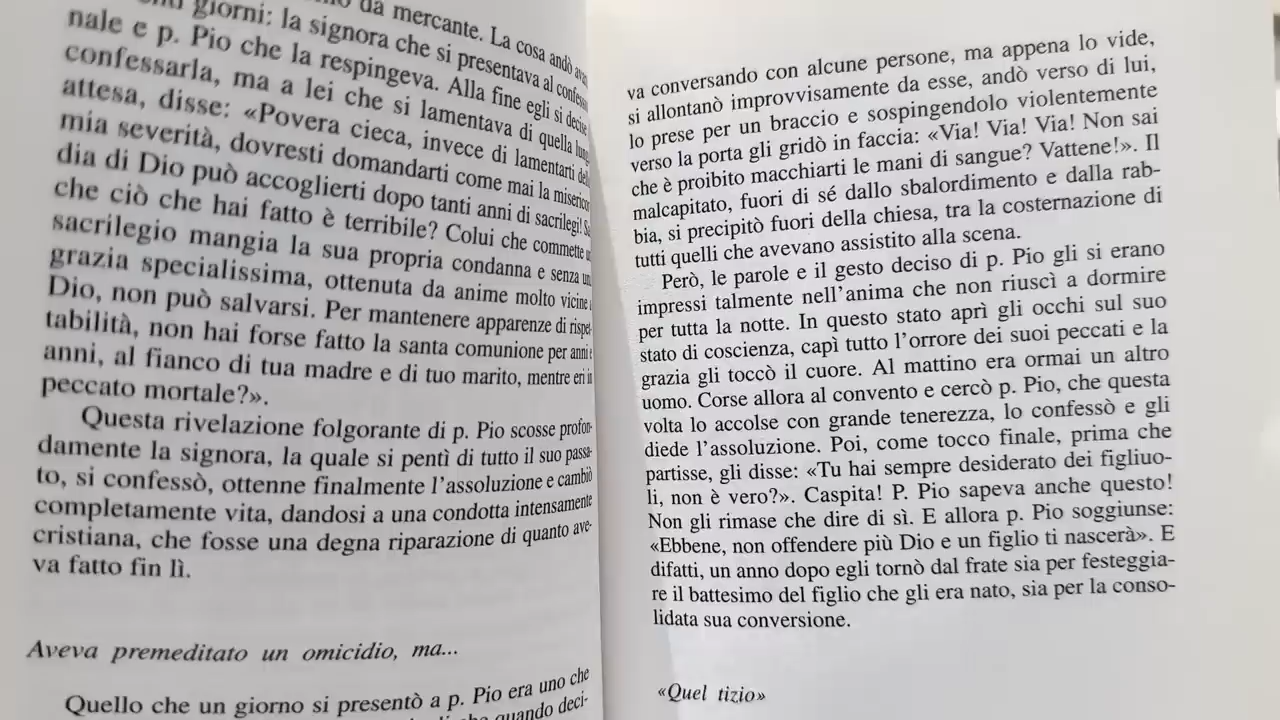 da mercante. La cosa andò avan
giorni: la signora che si presentava al confessio
nale e p. Pio che la respingeva. Alla fine egli si decise
confessarla, ma a lei che si lamentava di quella lung
attesa, disse: «Povera cieca, invece di lamentarti dell
mia severità, dovresti domandarti come mai la misericor
dia di Dio può accoglierti dopo tanti anni di sacrilegi! Sa
che ciò che hai fatto è terribile? Colui che commette un
sacrilegio mangia la sua propria condanna e senza un
grazia specialissima, ottenuta da anime molto vicine a
Dio, non può salvarsi. Per mantenere apparenze di rispet-
tabilità, non hai forse fatto la santa comunione per anni e
anni, al fianco di tua madre e di tuo marito, mentre eri in
peccato mortale?».
Questa rivelazione folgorante di p. Pio scosse profon-
damente la signora, la quale si pentì di tutto il suo passa-
to, si confessò, ottenne finalmente l'assoluzione e cambiò
completamente vita, dandosi a una condotta intensamente
cristiana, che fosse una degna riparazione di quanto ave-
va fatto fin lì.
Aveva premeditato un omicidio, ma...
Quello che un giorno si presentò a p. Pio era uno che
quando deci-
va conversando con alcune persone, ma appena lo vide,
si allontanò improvvisamente da esse, andò verso di lui,
lo prese per un braccio e sospingendolo violentemente
verso la porta gli gridò in faccia: «Via! Via! Via! Non sai
che è proibito macchiarti le mani di sangue? Vattene!». Il
malcapitato, fuori di sé dallo sbalordimento e dalla rab-
bia, si precipitò fuori della chiesa, tra la costernazione di
tutti quelli che avevano assistito alla scena.
Però, le parole e il gesto deciso di p. Pio gli si erano
impressi talmente nell'anima che non riuscì a dormire
per tutta la notte. In questo stato aprì gli occhi sul suo
stato di coscienza, capì tutto l'orrore dei suoi peccati e la
grazia gli toccò il cuore. Al mattino era ormai un altro
uomo. Corse allora al convento e cercò p. Pio, che questa
volta lo accolse con grande tenerezza, lo confessò e gli
diede l'assoluzione. Poi, come tocco finale, prima che
partisse, gli disse: «Tu hai sempre desiderato dei figliuo-
li, non è vero?». Caspita! P. Pio sapeva anche questo!
Non gli rimase che dire di sì. E allora p. Pio soggiunse:
«Ebbene, non offendere più Dio e un figlio ti nascerà». E
difatti, un anno dopo egli tornò dal frate sia per festeggia-
re il battesimo del figlio che gli era nato, sia per la conso-
lidata sua conversione.
«Quel tizio»